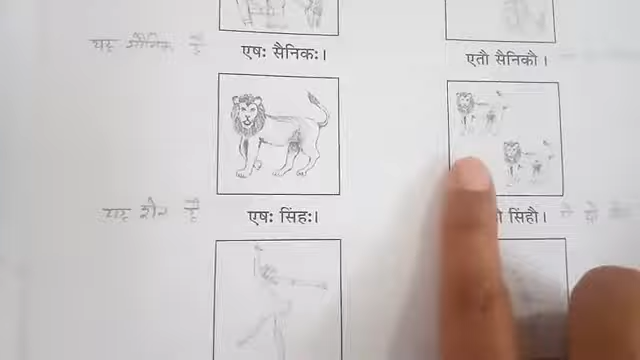 यह सैनिक है
एषः सैनिकः।
एतौ सैनिकौ।
यह शेर है
एषः सिंहः।
सिंहौ।